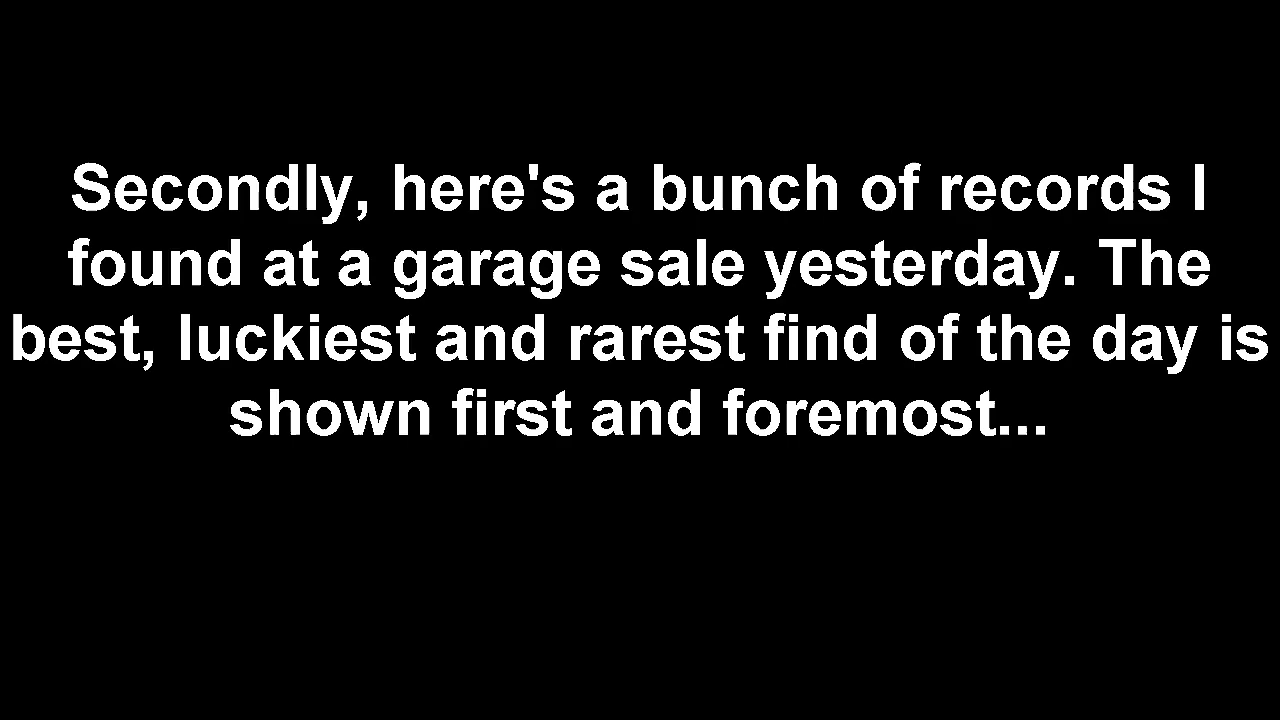 Secondly, here's a bunch of records I
found at a garage sale yesterday. The
best, luckiest and rarest find of the day is
shown first and foremost...